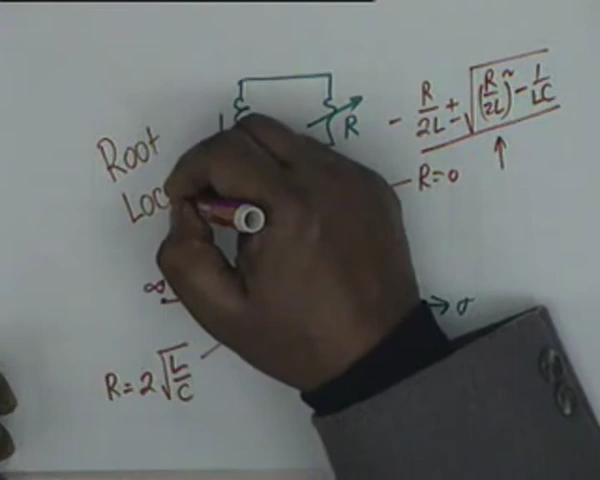 R
- R/2L ± √((R/2L)² - 1/LC)
Root
Loc
R=0
∞
σ
R = 2√(L/C)